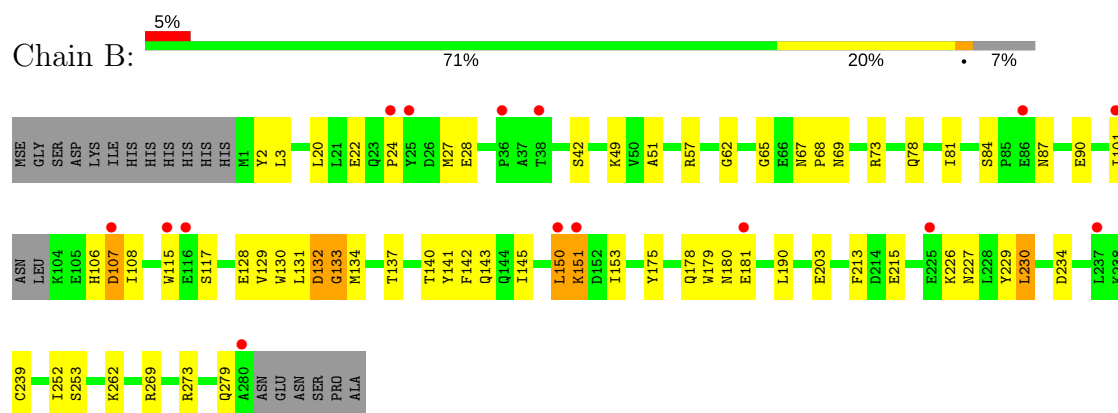 5%
Chain B:
71% 20% • 7%
MSE GLY SER ASP LYS ILE HIS HIS HIS HIS HIS HIS M1 Y2 L3 L20 L21 E22 Q23 P24 Y25 D26 M27 E28 P36 A37 T38 S42 K49 V50 A51 R57 G62 G65 E66 N67 P68 N69 R73 Q78 I81 S84 P85 E86 N87 E90 I101
ASN LEU K104 E105 H106 D107 I108 W115 E116 S117 E128 V129 W130 L131 D132 G133 M134 T137 T140 Y141 F142 Q143 Q144 I145 L150 K151 D152 I153 Y175 Q178 W179 N180 E181 L190 E203 F213 D214 E215 E225 K226 N227 L228 Y229 L230 D234 L237 K238
C239 I252 S253 K262 R269 R273 Q279 A280 ASN GLU ASN SER PRO ALA